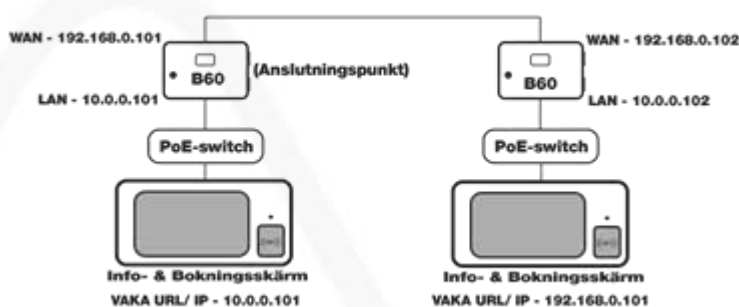 WAN - 192.168.0.101
B60
(Anslutningspunkt)
LAN - 10.0.0.101
PoE-switch
Info- & Bokningsskärm
VAKA URL/ IP - 10.0.0.101
WAN - 192.168.0.102
B60
LAN - 10.0.0.102
PoE-switch
Info- & Bokningsskärm
VAKA URL/ IP - 192.168.0.101